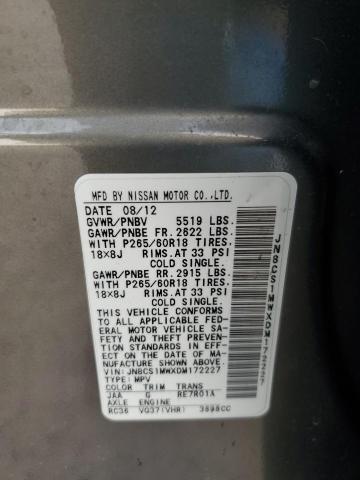 MFD BY NISSAN MOTOR CO.,LTD.
DATE 08/12
GVWR/PNBV 5519 LBS.
GAWR/PNBE FR. 2622 LBS.
WITH P265/60R18 TIRES.
18×8J RIMS.AT 33 PSI
COLD SINGLE.
GAWR/PNBE RR. 2915 LBS.
WITH P265/60R18 TIRES.
18×8J RIMS.AT 33 PSI
COLD SINGLE.
THIS VEHICLE CONFORMS
TO ALL APPLICABLE FED-
ERAL MOTOR VEHICLE SA-
FETY AND THEFT PREVEN-
TION STANDARDS IN EFF-
ECT ON THE DATE OF MA-
NUFACTURE SHOWN ABOVE.
VIN: JN8CS1MWXDM172227
TYPE: MPV
COLOR TRIM TRANS
JAA G RE7R01A
AXLE ENGINE
RC36 VQ37(VHR) 3696CC
JN8CS1MWXDM172227